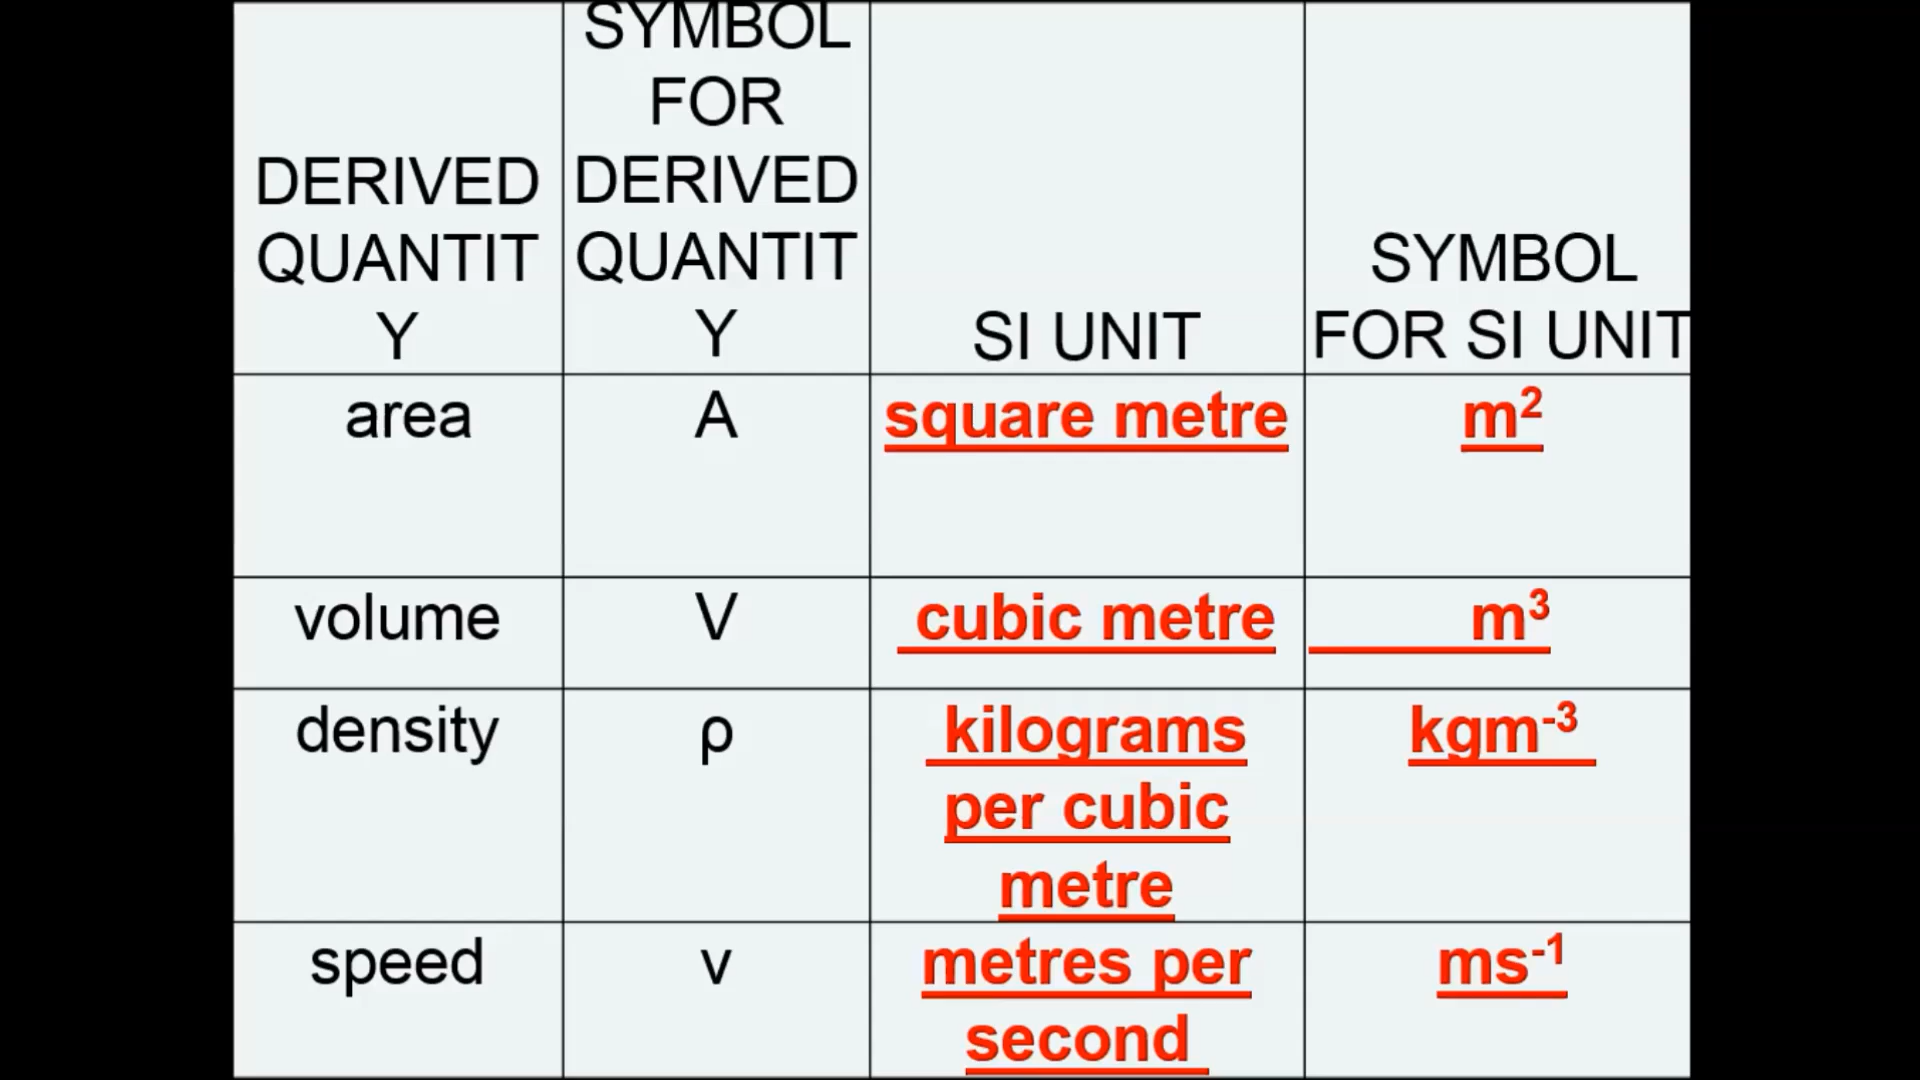 DERIVED
QUANTIT
Y
SYMBOL
FOR
DERIVED
QUANTIT
Y
SI UNIT
SYMBOL
FOR SI UNIT
area
A
square metre
m²
volume
V
cubic metre
m³
density
ρ
kilograms
per cubic
metre
kgm⁻³
speed
v
metres per
second
ms⁻¹